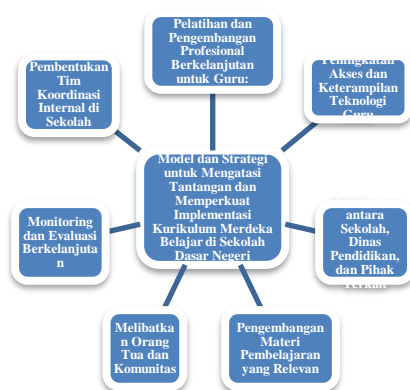 Pelatihan dan
Pengembangan
Profesional
Berkelanjutan
untuk Guru:
Peningkatan
Akses dan
Keterampilan
Teknologi
Guru
Pembentukan
Tim
Koordinasi
Internal di
Sekolah
Model dan Strategi
untuk Mengatasi
Tantangan dan
Memperkuat
Implementasi
Kurikulum Merdeka
Belajar di Sekolah
Dasar Negeri
Monitoring
dan Evaluasi
Berkelanjuta
n
antara
Sekolah,
Dinas
Pendidikan,
dan Pihak
Terkait
Melibatka
n Orang
Tua dan
Komunitas
Pengembangan
Materi
Pembelajaran
yang Relevan